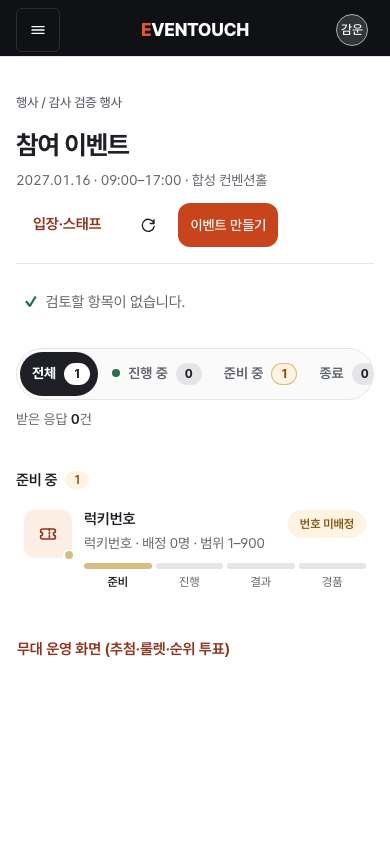 EVENTOUCH
감운
행사 / 감사 검증 행사
참여 이벤트
2027.01.16 · 09:00–17:00 · 합성 컨벤션홀
입장·스태프
이벤트 만들기
검토할 항목이 없습니다.
전체 1 진행 중 0 준비 중 1 종료 0
받은 응답 0건
준비 중 1
럭키번호
번호 미배정
럭키번호 · 배정 0명 · 범위 1–900
준비 진행 결과 경품
무대 운영 화면 (추첨·룰렛·순위 투표)